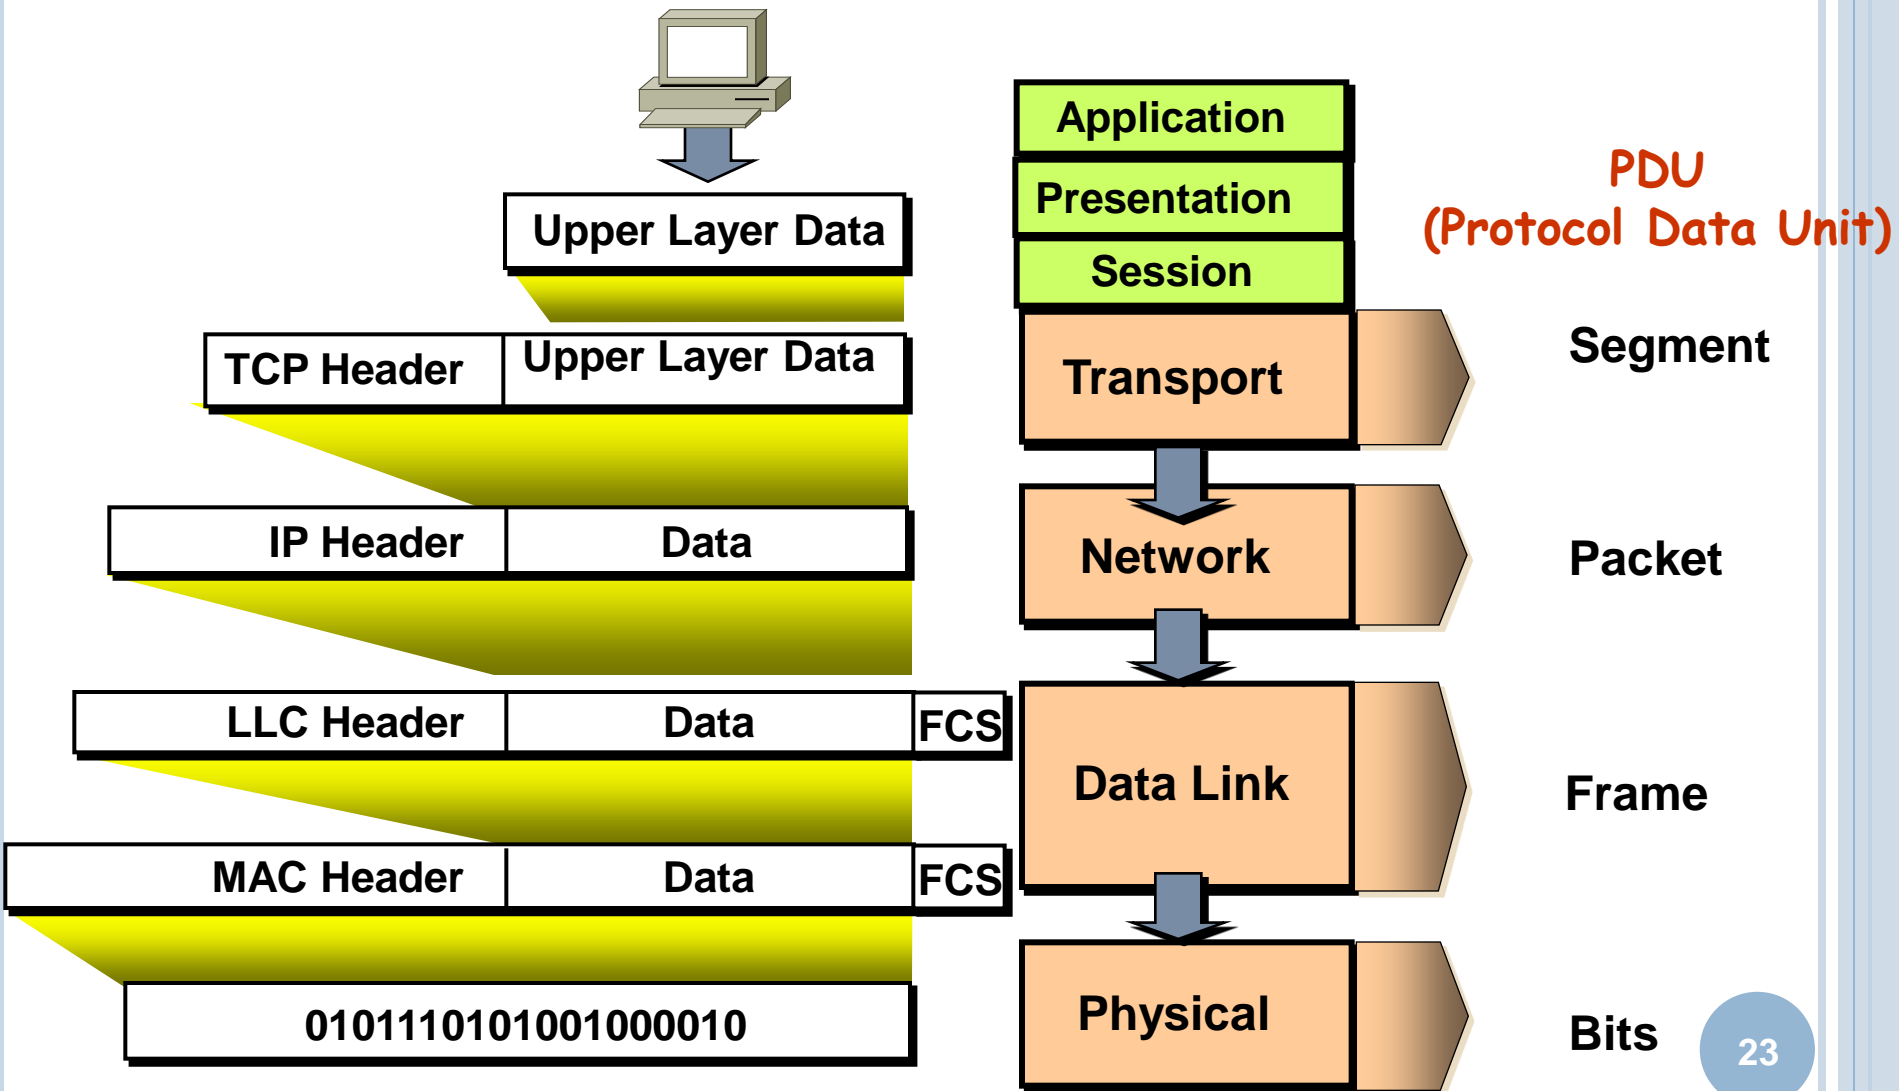 Upper Layer Data
TCP Header Upper Layer Data
IP Header Data
LLC Header Data FCS
MAC Header Data FCS
0101110101001000010
Application
Presentation
Session
Transport
Network
Data Link
Physical
PDU
(Protocol Data Unit)
Segment
Packet
Frame
Bits
23